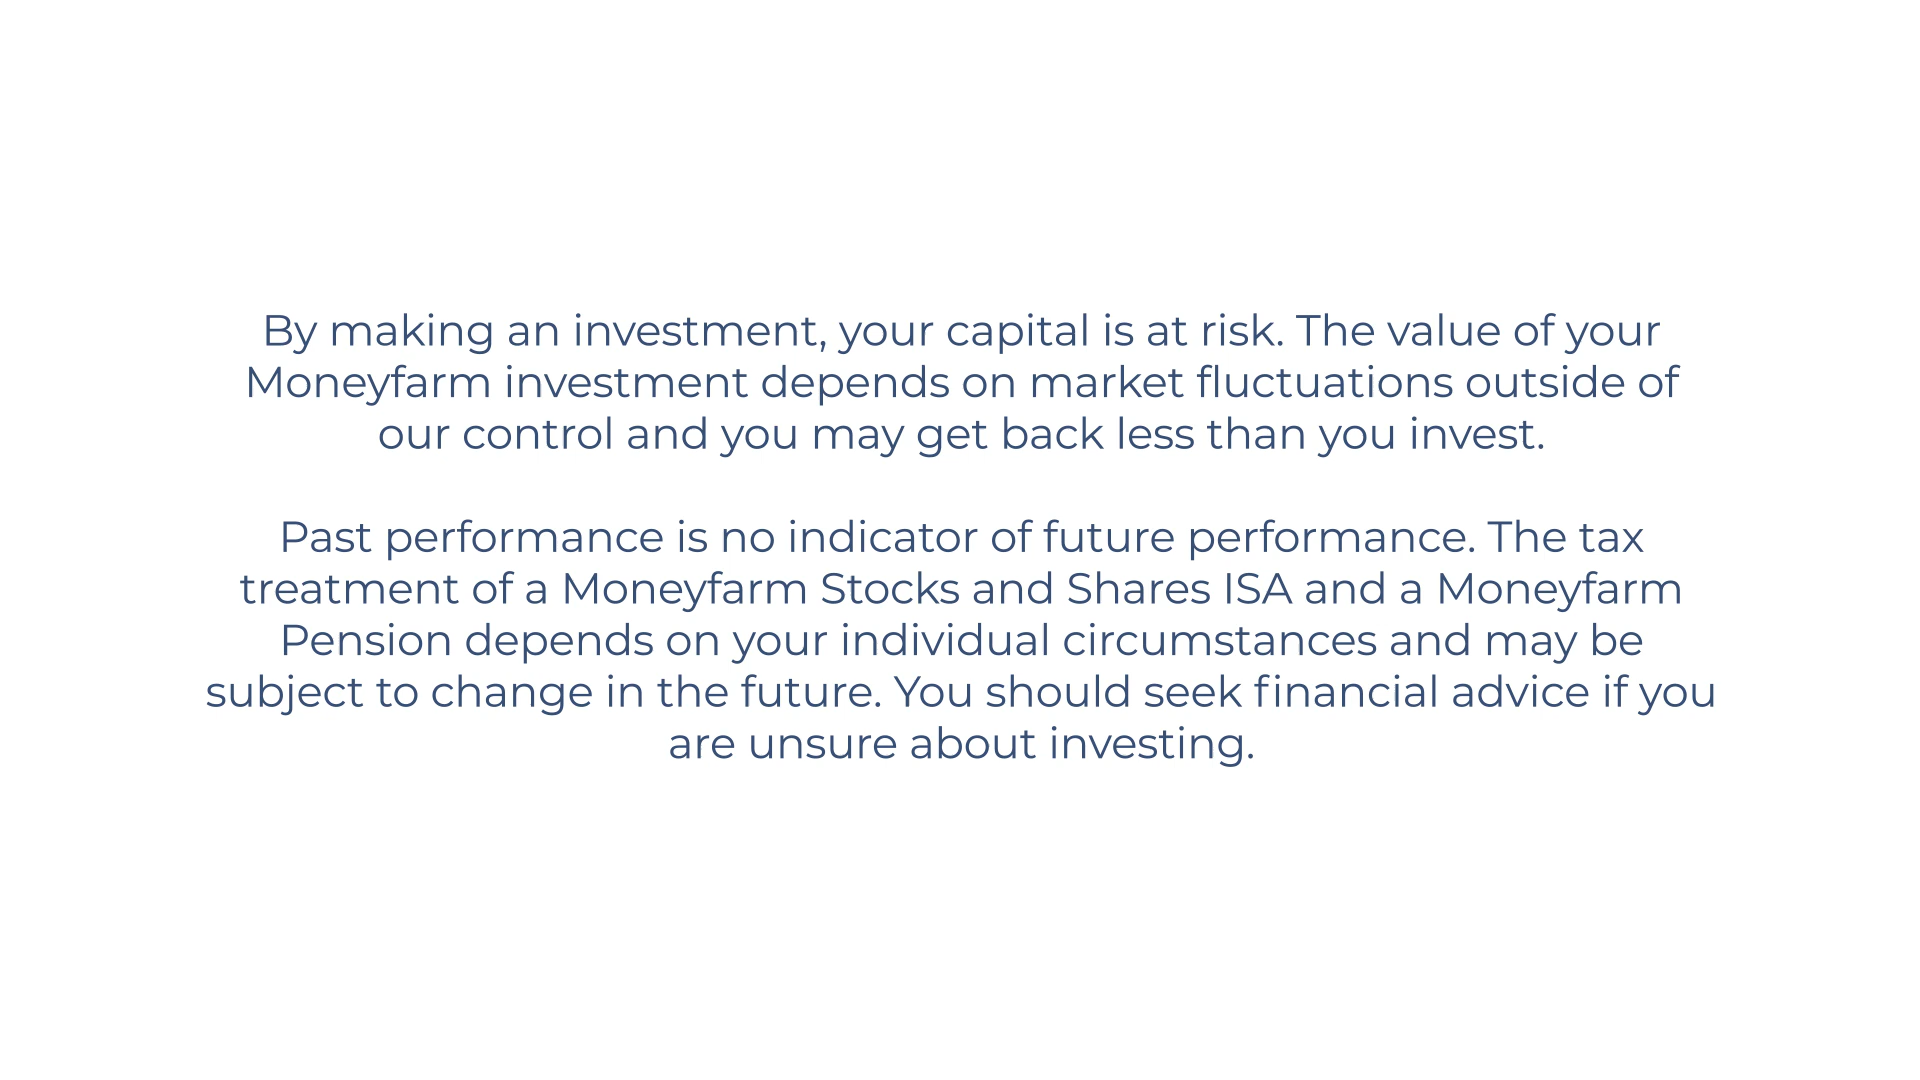 By making an investment, your capital is at risk. The value of your
Moneyfarm investment depends on market fluctuations outside of
our control and you may get back less than you invest.
Past performance is no indicator of future performance. The tax
treatment of a Moneyfarm Stocks and Shares ISA and a Moneyfarm
Pension depends on your individual circumstances and may be
subject to change in the future. You should seek financial advice if you
are unsure about investing.